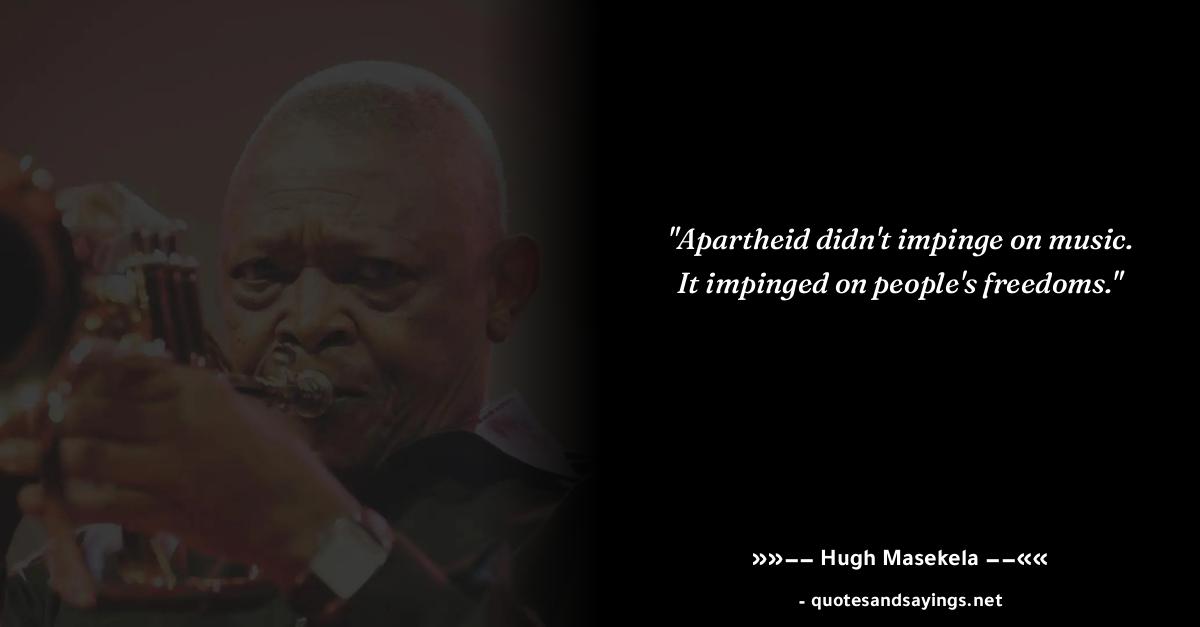 "Apartheid didn't impinge on music.
It impinged on people's freedoms."
»»–– Hugh Masekela ––««
- quotesandsayings.net